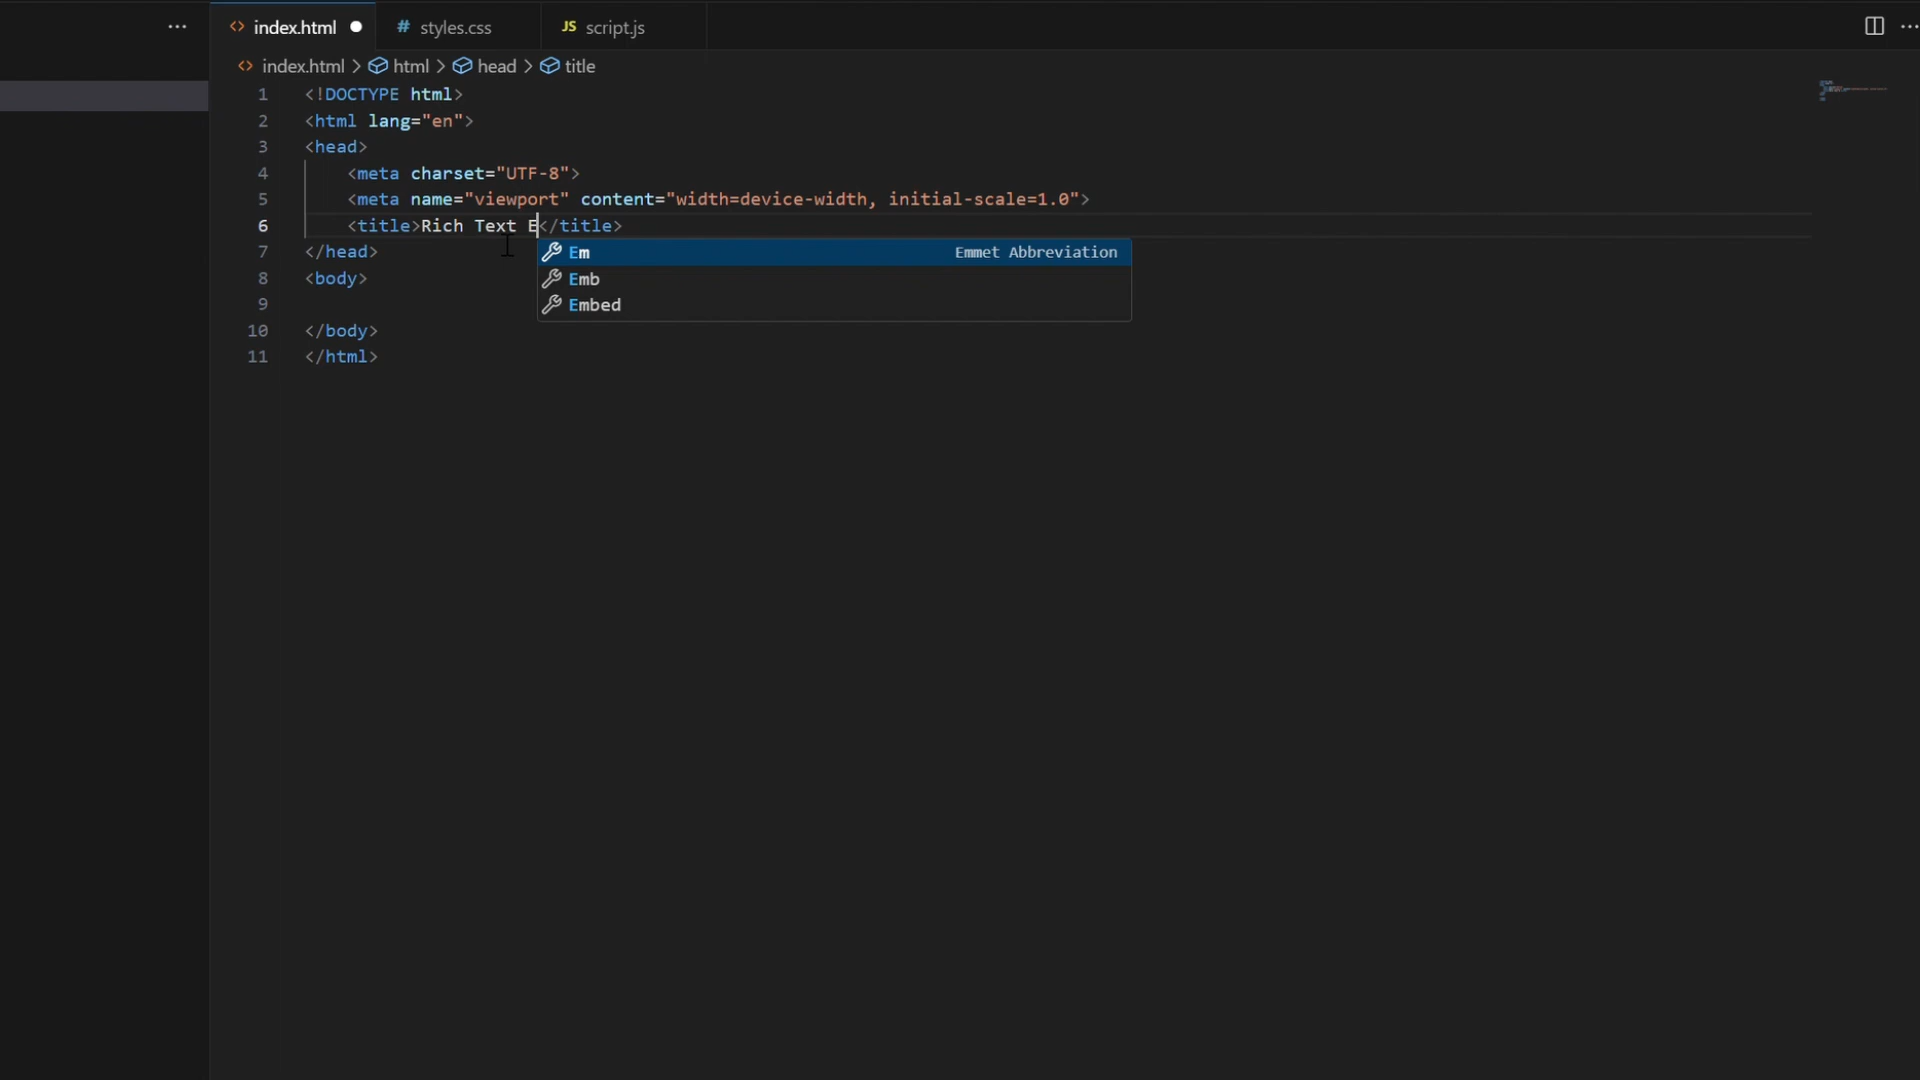 index.html
# styles.css
JS script.js
<> index.html > html > head > title
1 <!DOCTYPE html>
2 <html lang="en">
3 <head>
4 <meta charset="UTF-8">
5 <meta name="viewport" content="width=device-width, initial-scale=1.0">
6 <title>Rich Text E</title>
7 </head>
Em Emmet Abbreviation
8 <body>
Emb
9
Embed
10 </body>
11 </html>